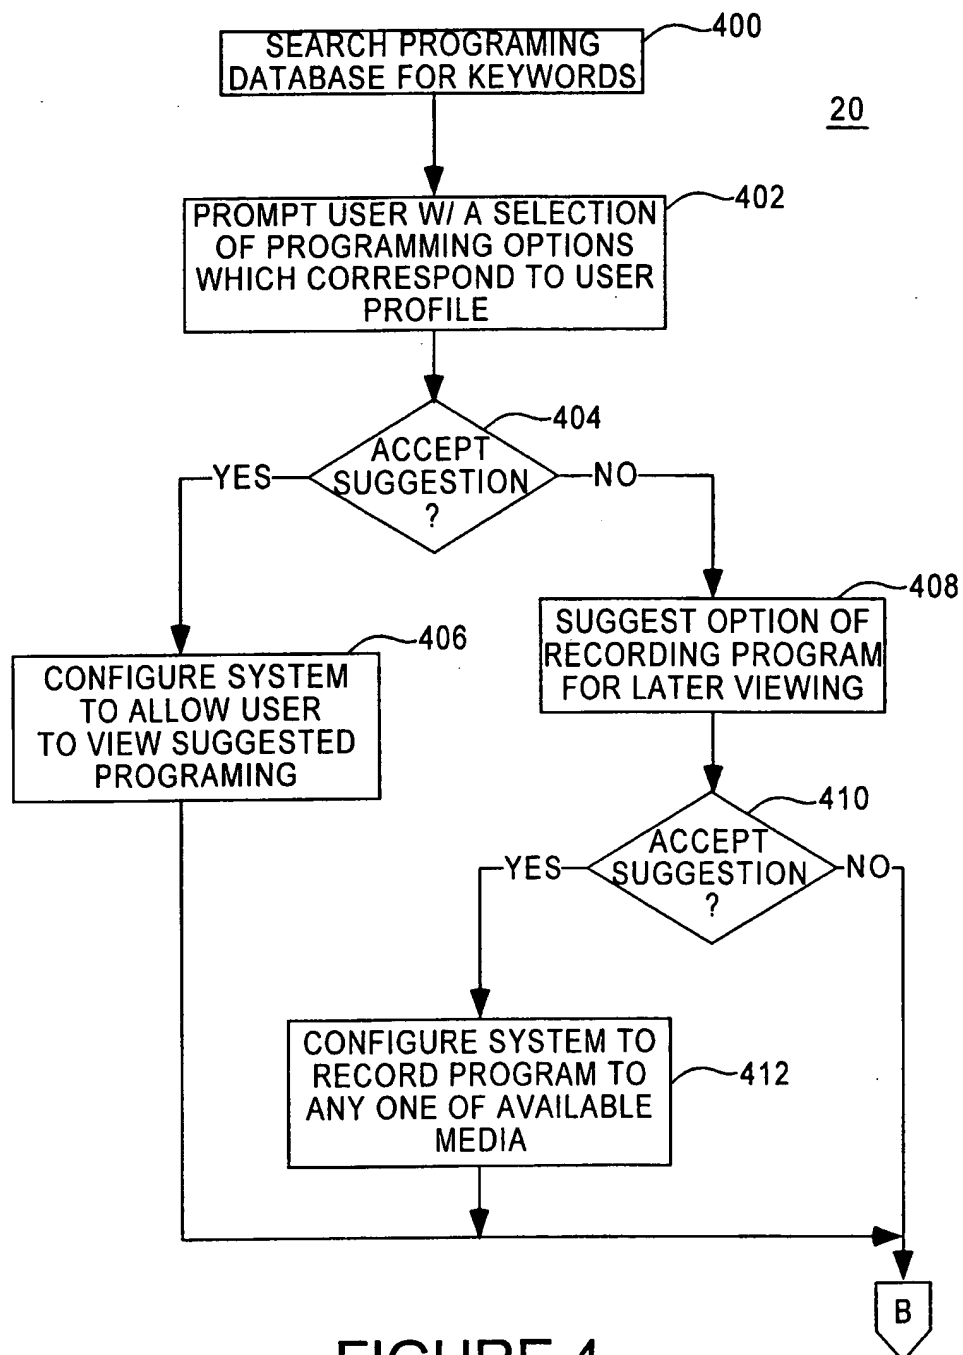 400
SEARCH PROGRAMING
DATABASE FOR KEYWORDS
20
402
PROMPT USER W/ A SELECTION
OF PROGRAMMING OPTIONS
WHICH CORRESPOND TO USER
PROFILE
404
ACCEPT
SUGGESTION
?
YES
NO
408
SUGGEST OPTION OF
RECORDING PROGRAM
FOR LATER VIEWING
406
CONFIGURE SYSTEM
TO ALLOW USER
TO VIEW SUGGESTED
PROGRAMING
410
ACCEPT
SUGGESTION
?
YES
NO
CONFIGURE SYSTEM TO
RECORD PROGRAM TO
ANY ONE OF AVAILABLE
MEDIA
412
B
FIGURE 4